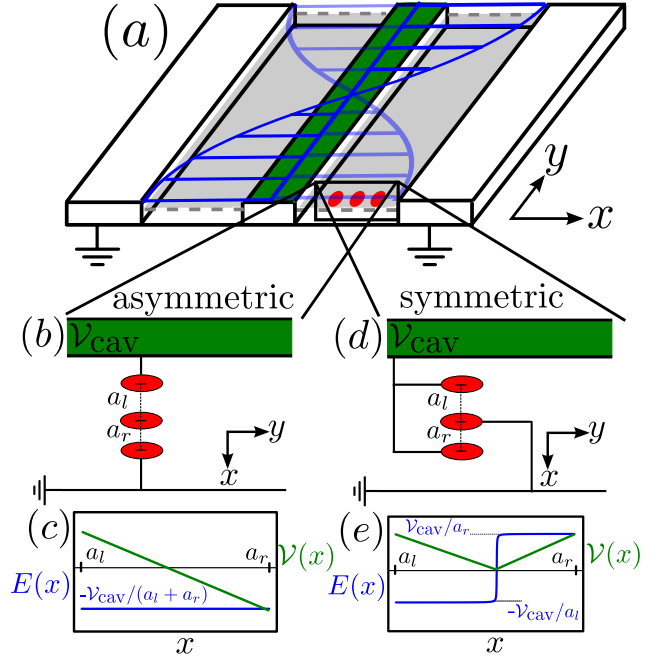 (a)
y
x
asymmetric
symmetric
(b)
𝒱cav
(d)
𝒱cav
a_l
a_r
y
x
a_l
a_r
y
x
(c)
a_l
a_r
𝒱(x)
E(x)
-𝒱cav/(a_l + a_r)
x
(e)
𝒱cav/a_r
a_l
a_r
𝒱(x)
E(x)
-𝒱cav/a_l
x